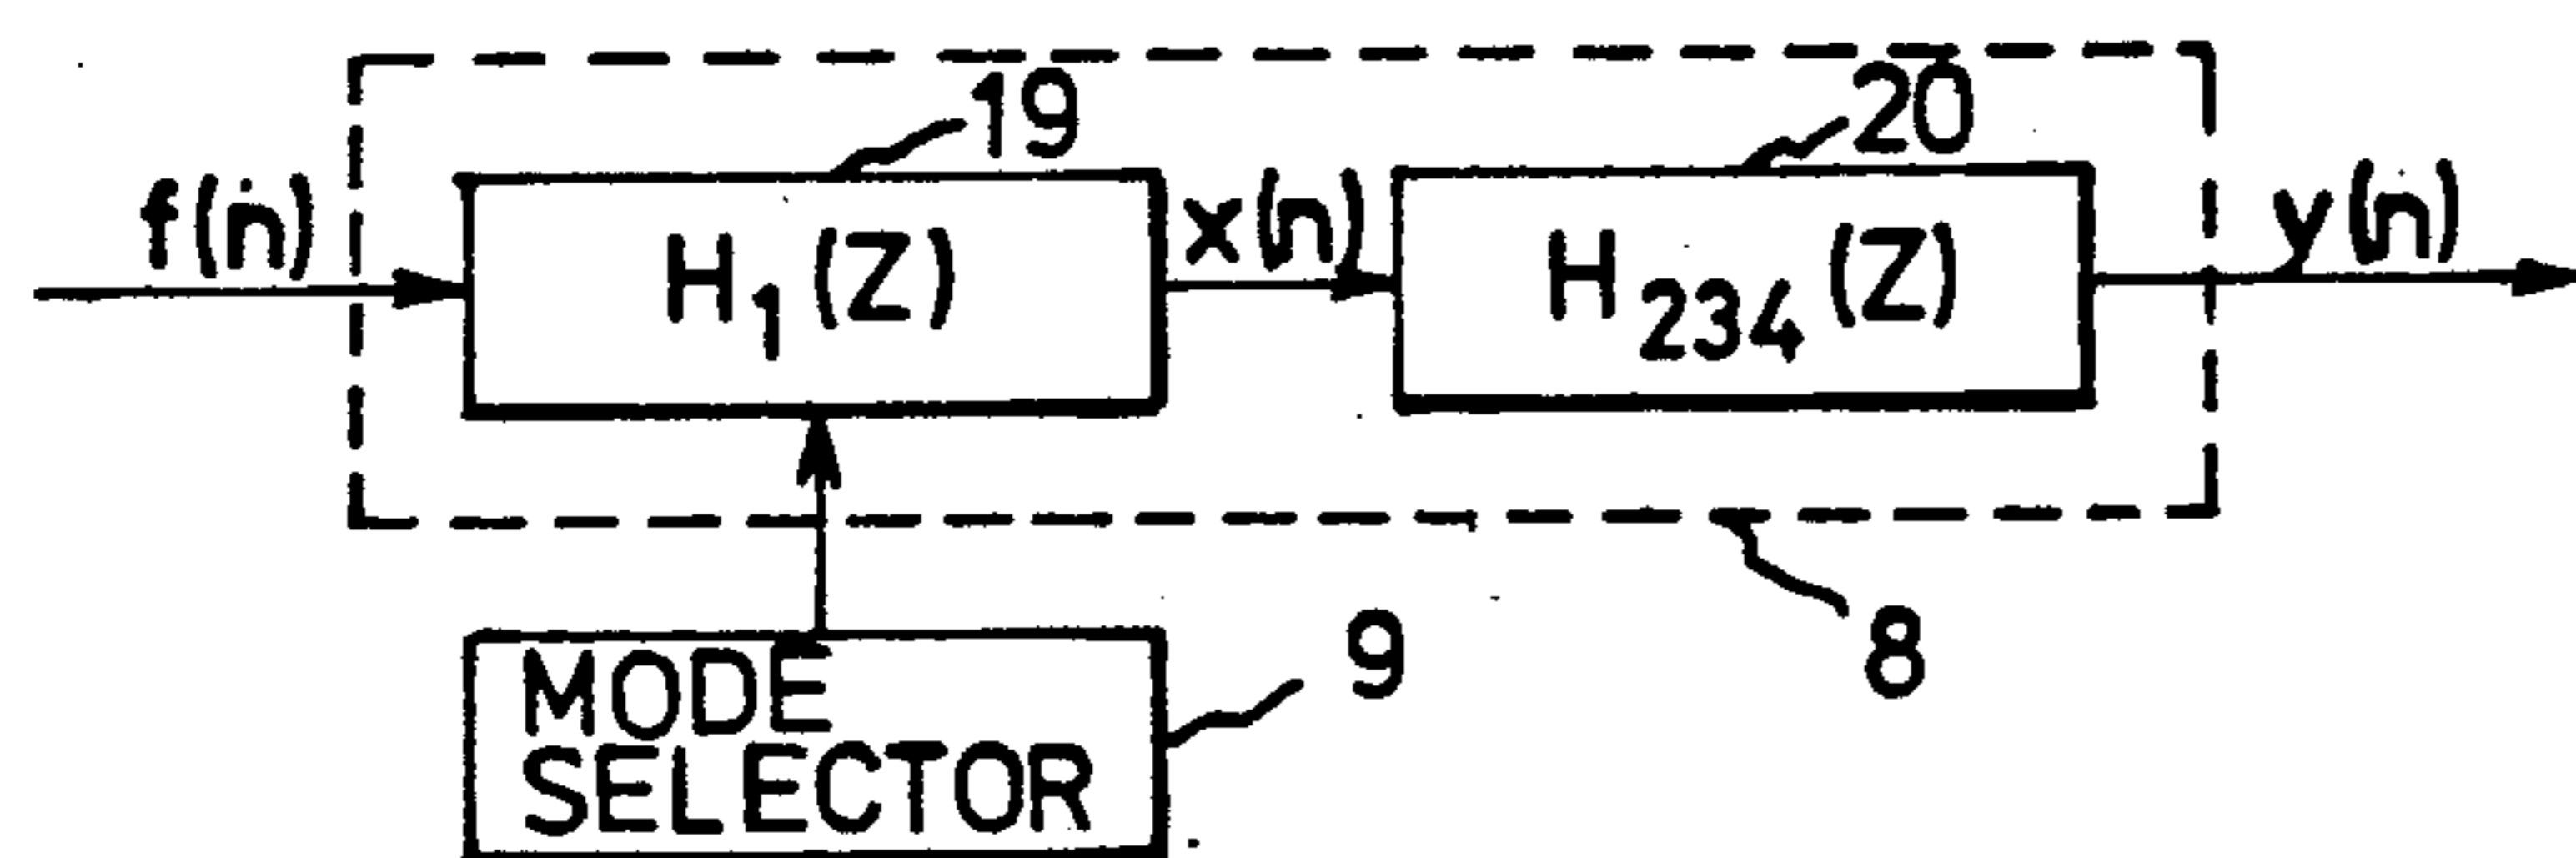 19
20
f(n)
H1(Z)
x(n)
H234(Z)
y(n)
9
8
MODE
SELECTOR